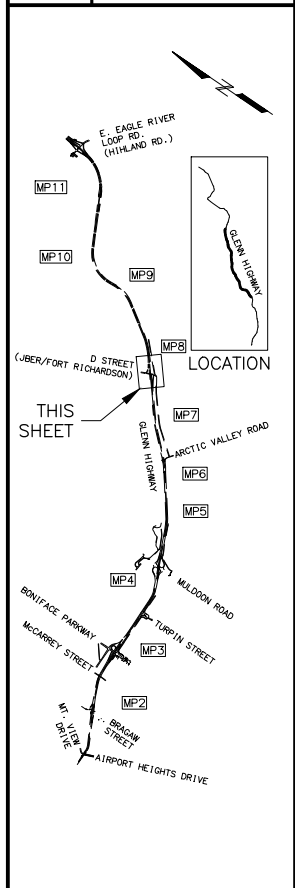 N
E. EAGLE RIVER
LOOP RD.
(HIHLAND RD.)
MP11
MP10
MP9
GLENN HIGHWAY
LOCATION
MP8
D STREET
(JBER/FORT RICHARDSON)
THIS
SHEET
MP7
GLENN HIGHWAY
ARCTIC VALLEY ROAD
MP6
MP5
MP4
MULDOON ROAD
BONIFACE PARKWAY
TURPIN STREET
McCARREY STREET
MP3
MP2
MT. VIEW
DRIVE
BRAGAW
STREET
AIRPORT HEIGHTS DRIVE